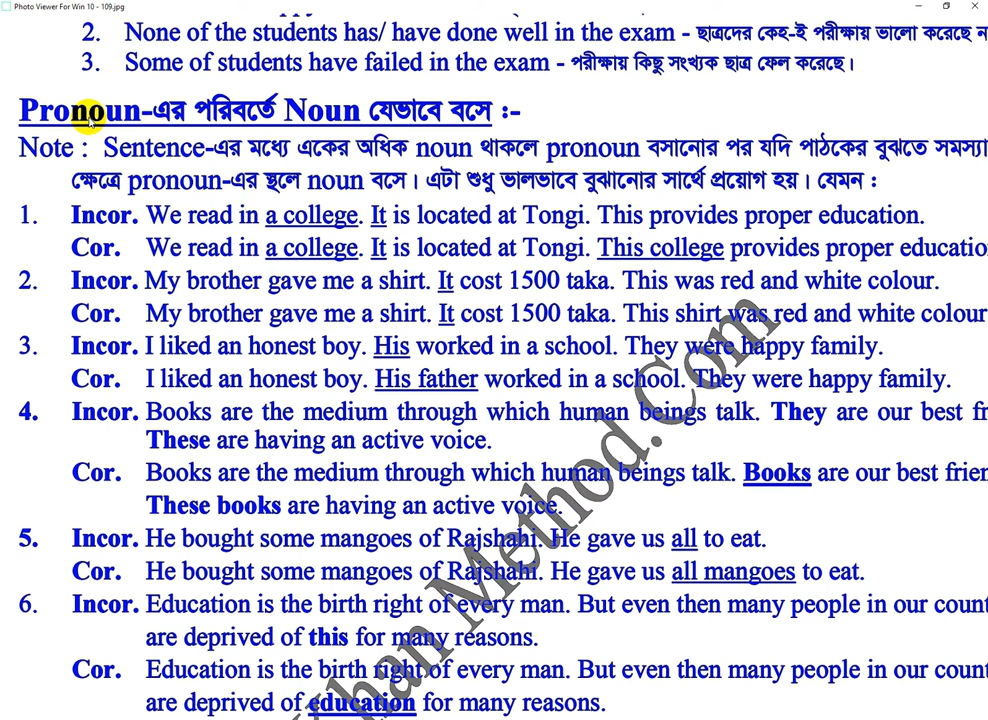 Photo Viewer For Win 10 - 109.jpg
2. None of the students has/ have done well in the exam - ছাত্রদের কেহ-ই পরীক্ষায় ভালো করেছে ন
3. Some of students have failed in the exam - পরীক্ষায় কিছু সংখ্যক ছাত্র ফেল করেছে।
Pronoun-এর পরিবর্তে Noun যেভাবে বসে ঃ-
Note : Sentence-এর মধ্যে একের অধিক noun থাকলে pronoun বসানোর পর যদি পাঠকের বুঝতে সমস্যা
ক্ষেত্রে pronoun-এর স্থলে noun বসে। এটা শুধু ভালভাবে বুঝানোর সার্থে প্রয়োগ হয়। যেমন :
1. Incor. We read in a college. It is located at Tongi. This provides proper education.
Cor. We read in a college. It is located at Tongi. This college provides proper educatio
2. Incor. My brother gave me a shirt. It cost 1500 taka. This was red and white colour.
Cor. My brother gave me a shirt. It cost 1500 taka. This shirt was red and white colour
3. Incor. I liked an honest boy. His worked in a school. They were happy family.
Cor. I liked an honest boy. His father worked in a school. They were happy family.
4. Incor. Books are the medium through which human beings talk. They are our best fr
These are having an active voice.
Cor. Books are the medium through which human beings talk. Books are our best frien
These books are having an active voice.
5. Incor. He bought some mangoes of Rajshahi. He gave us all to eat.
Cor. He bought some mangoes of Rajshahi. He gave us all mangoes to eat.
6. Incor. Education is the birth right of every man. But even then many people in our count
are deprived of this for many reasons.
Cor. Education is the birth right of every man. But even then many people in our count
are deprived of education for many reasons.
Khan Method.Com